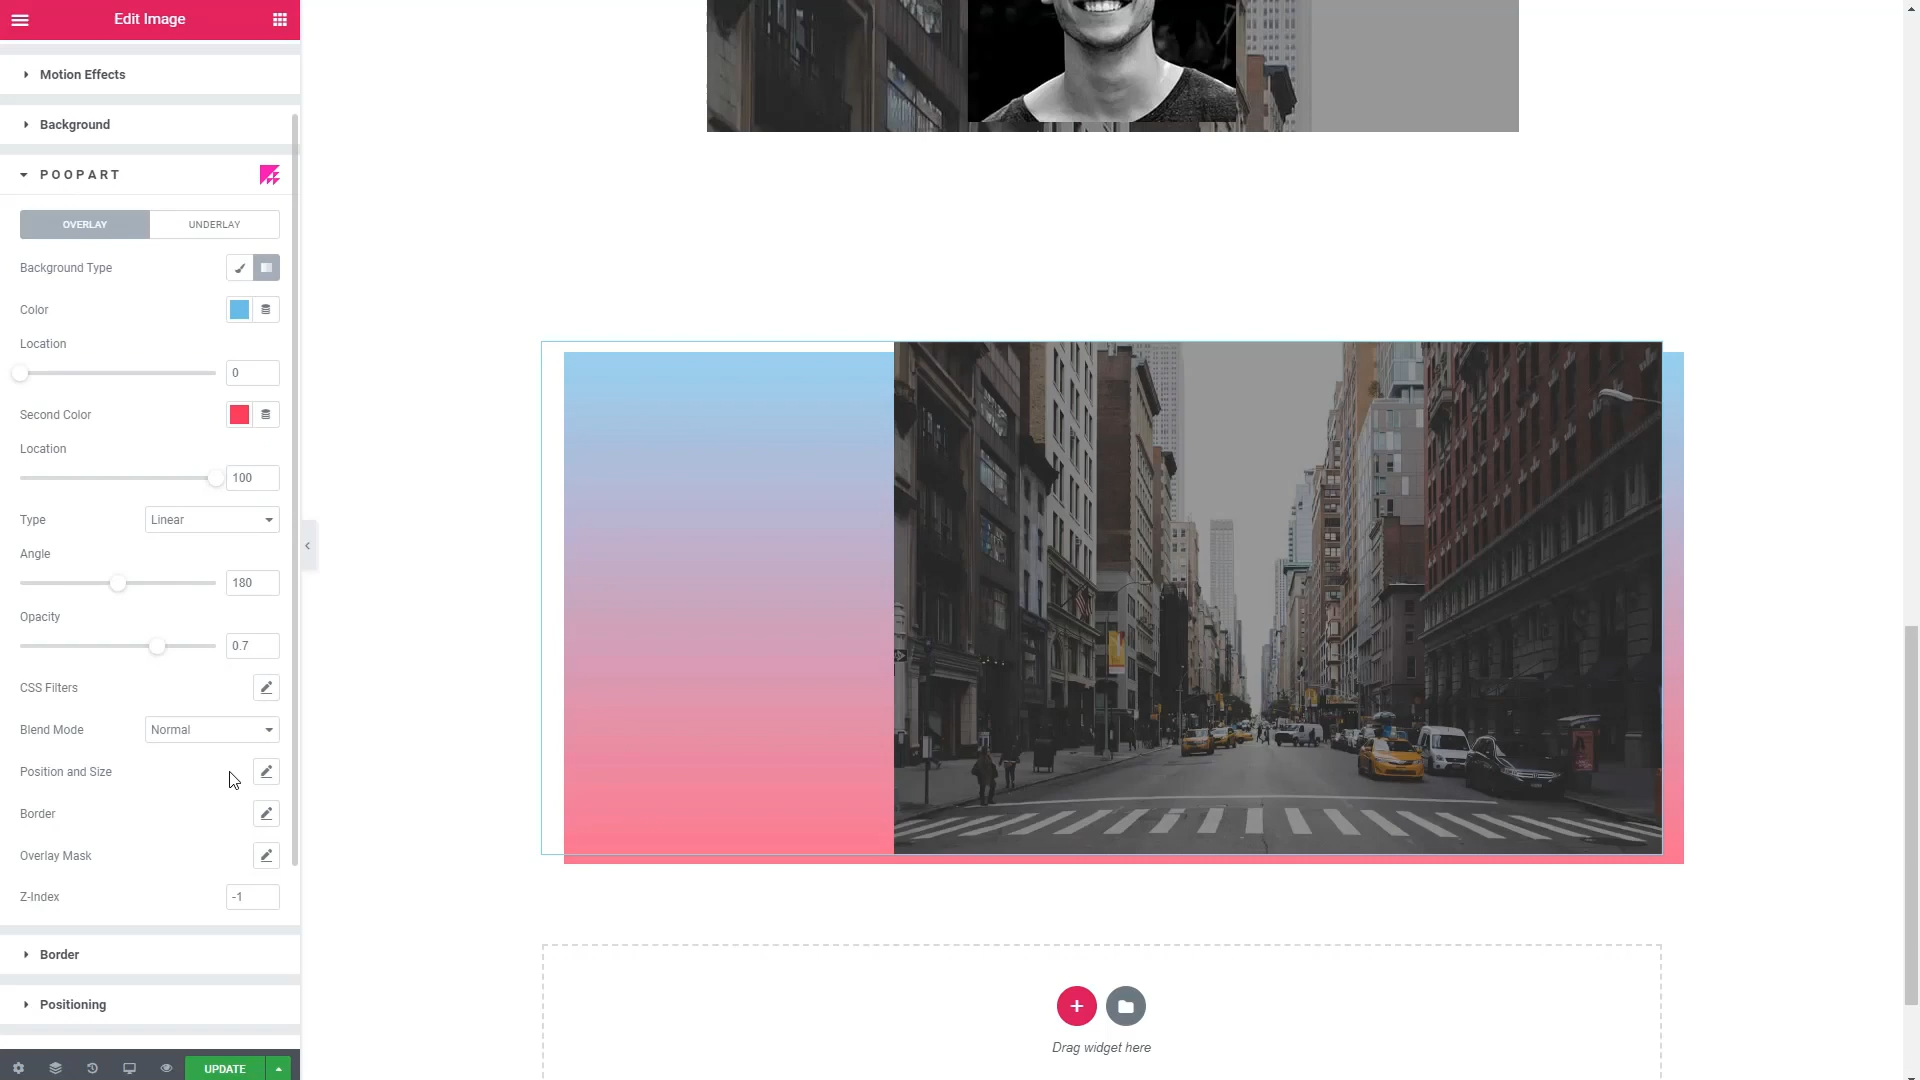 Edit Image
Motion Effects
Background
POOPART
OVERLAY
UNDERLAY
Background Type
Color
Location
0
Second Color
Location
100
Type
Linear
Angle
180
Opacity
0.7
CSS Filters
Blend Mode
Normal
Position and Size
Border
Overlay Mask
Z-Index
-1
Border
Positioning
UPDATE
Drag widget here